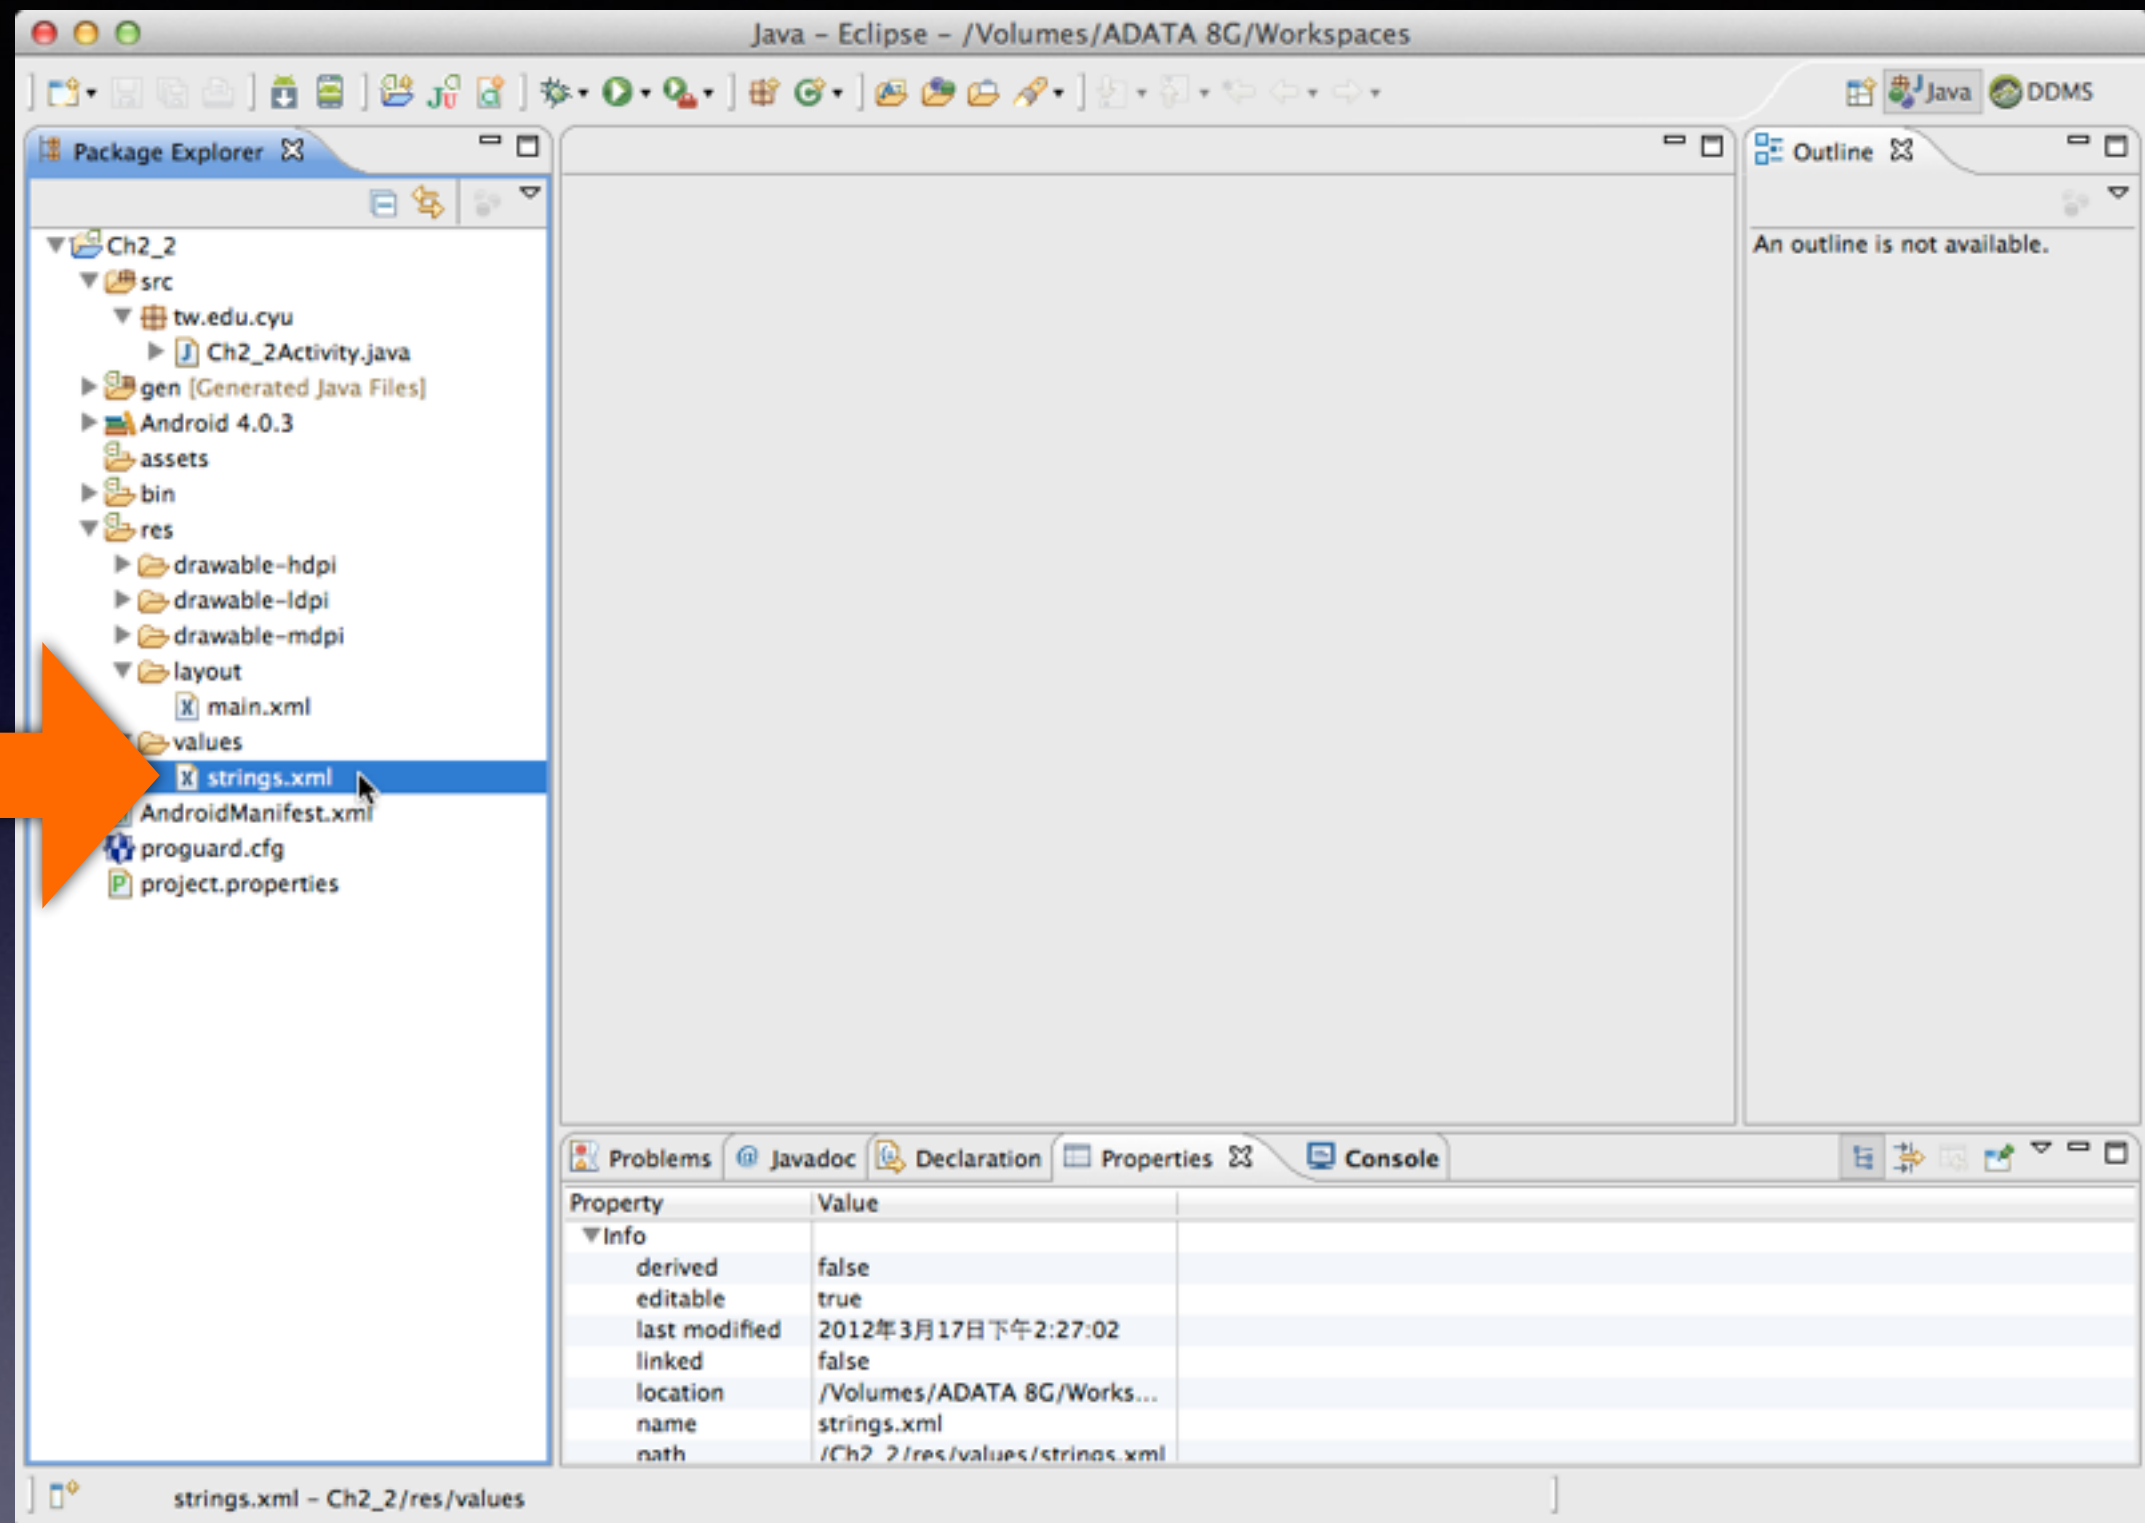 Java – Eclipse – /Volumes/ADATA 8G/Workspaces
Java
DDMS
Package Explorer
Ch2_2
src
tw.edu.cyu
Ch2_2Activity.java
gen [Generated Java Files]
Android 4.0.3
assets
bin
res
drawable-hdpi
drawable-ldpi
drawable-mdpi
layout
main.xml
values
strings.xml
AndroidManifest.xml
proguard.cfg
project.properties
Outline
An outline is not available.
Problems
Javadoc
Declaration
Properties
Console
Property Value
Info
derived false
editable true
last modified 2012年3月17日下午2:27:02
linked false
location /Volumes/ADATA 8G/Works...
name strings.xml
path /Ch2_2/res/values/strings.xml
strings.xml – Ch2_2/res/values